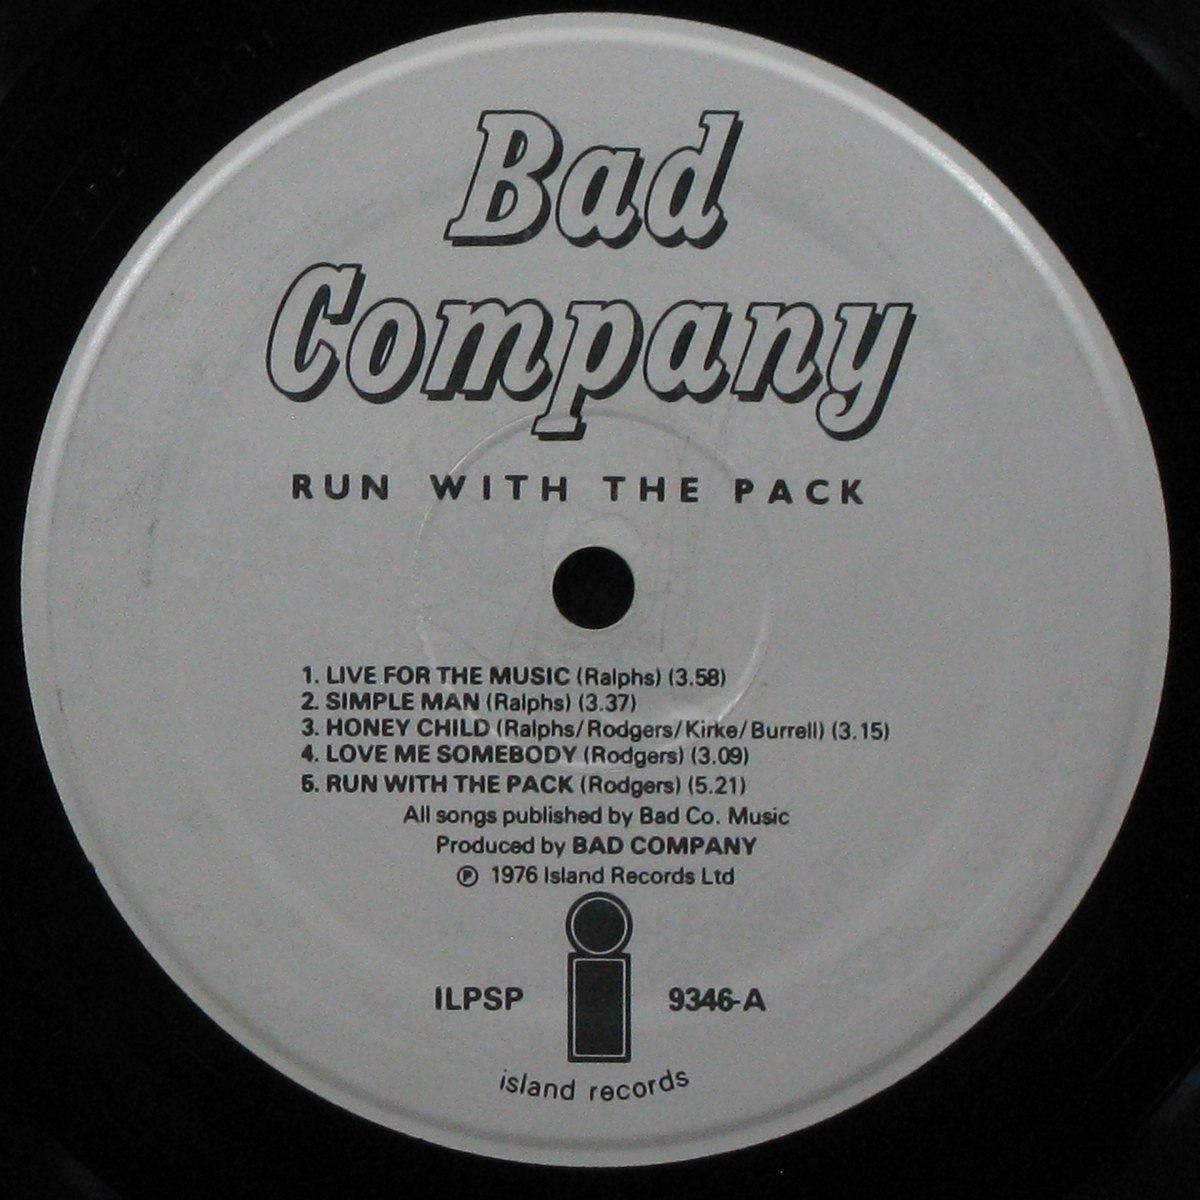 Bad
Company
RUN WITH THE PACK
1. LIVE FOR THE MUSIC (Ralphs) (3.58)
2. SIMPLE MAN (Ralphs) (3.37)
3. HONEY CHILD (Ralphs/Rodgers/Kirke/Burrell) (3.15)
4. LOVE ME SOMEBODY (Rodgers) (3.09)
5. RUN WITH THE PACK (Rodgers) (5.21)
All songs published by Bad Co. Music
Produced by BAD COMPANY
℗ 1976 Island Records Ltd
ILPSP i 9346-A
island records